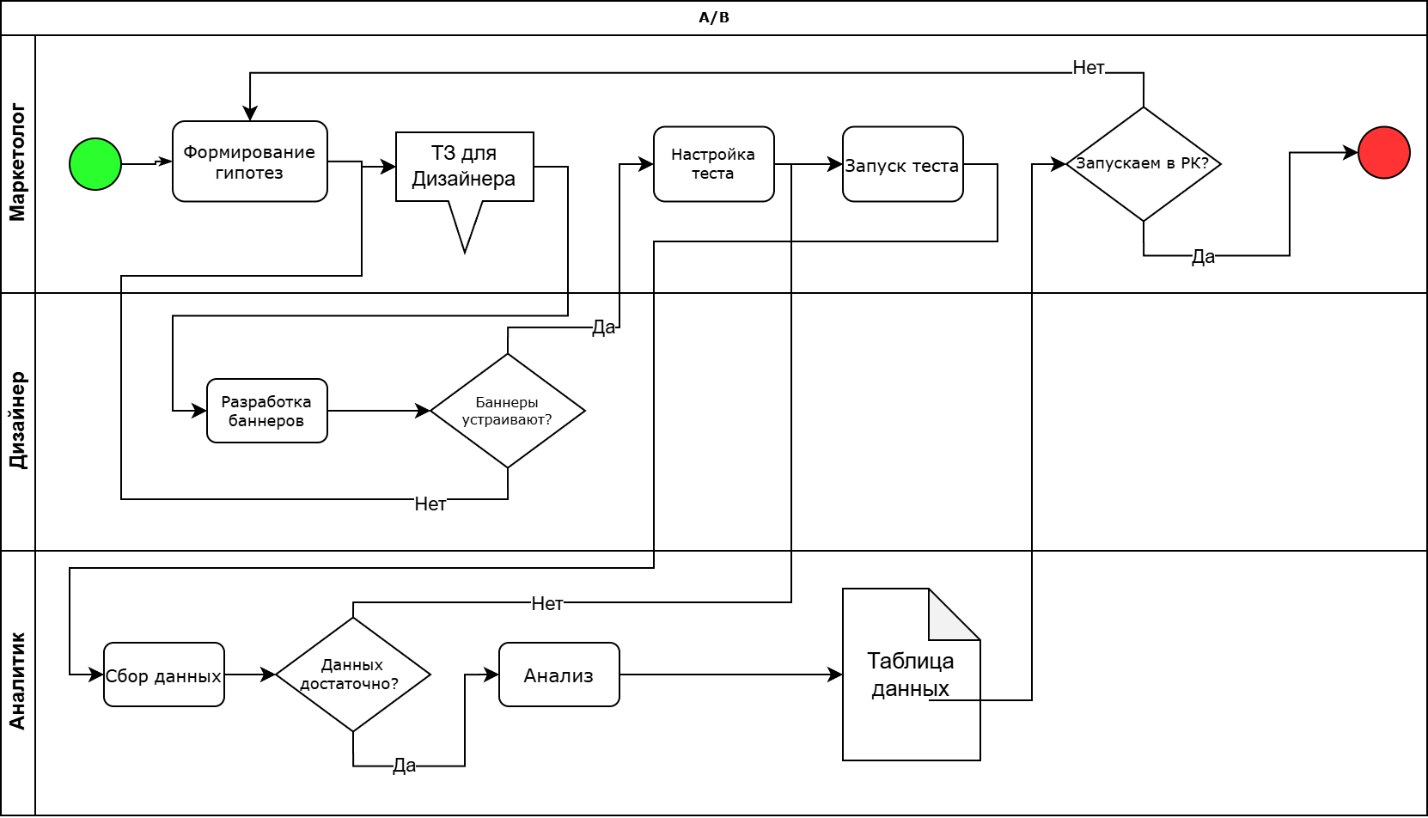 A/B
Маркетолог
Нет
Формирование
гипотез
ТЗ для
Дизайнера
Настройка
теста
Запуск теста
Запускаем в РК?
Да
Дизайнер
Да
Разработка
баннеров
Баннеры
устраивают?
Нет
Аналитик
Нет
Сбор данных
Данных
достаточно?
Анализ
Таблица
данных
Да